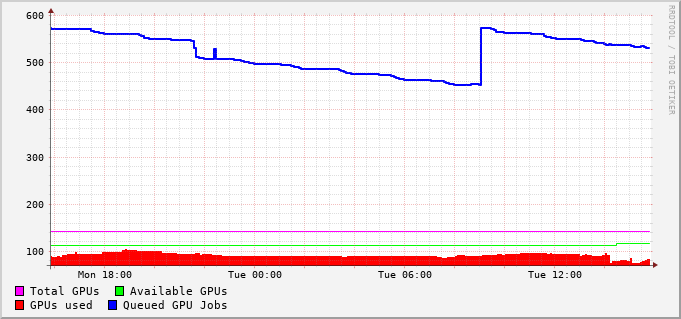 600
500
400
300
200
100
Mon 18:00 Tue 00:00 Tue 06:00 Tue 12:00
Total GPUs Available GPUs
GPUs used Queued GPU Jobs
RRDTOOL / TOBI OETIKER